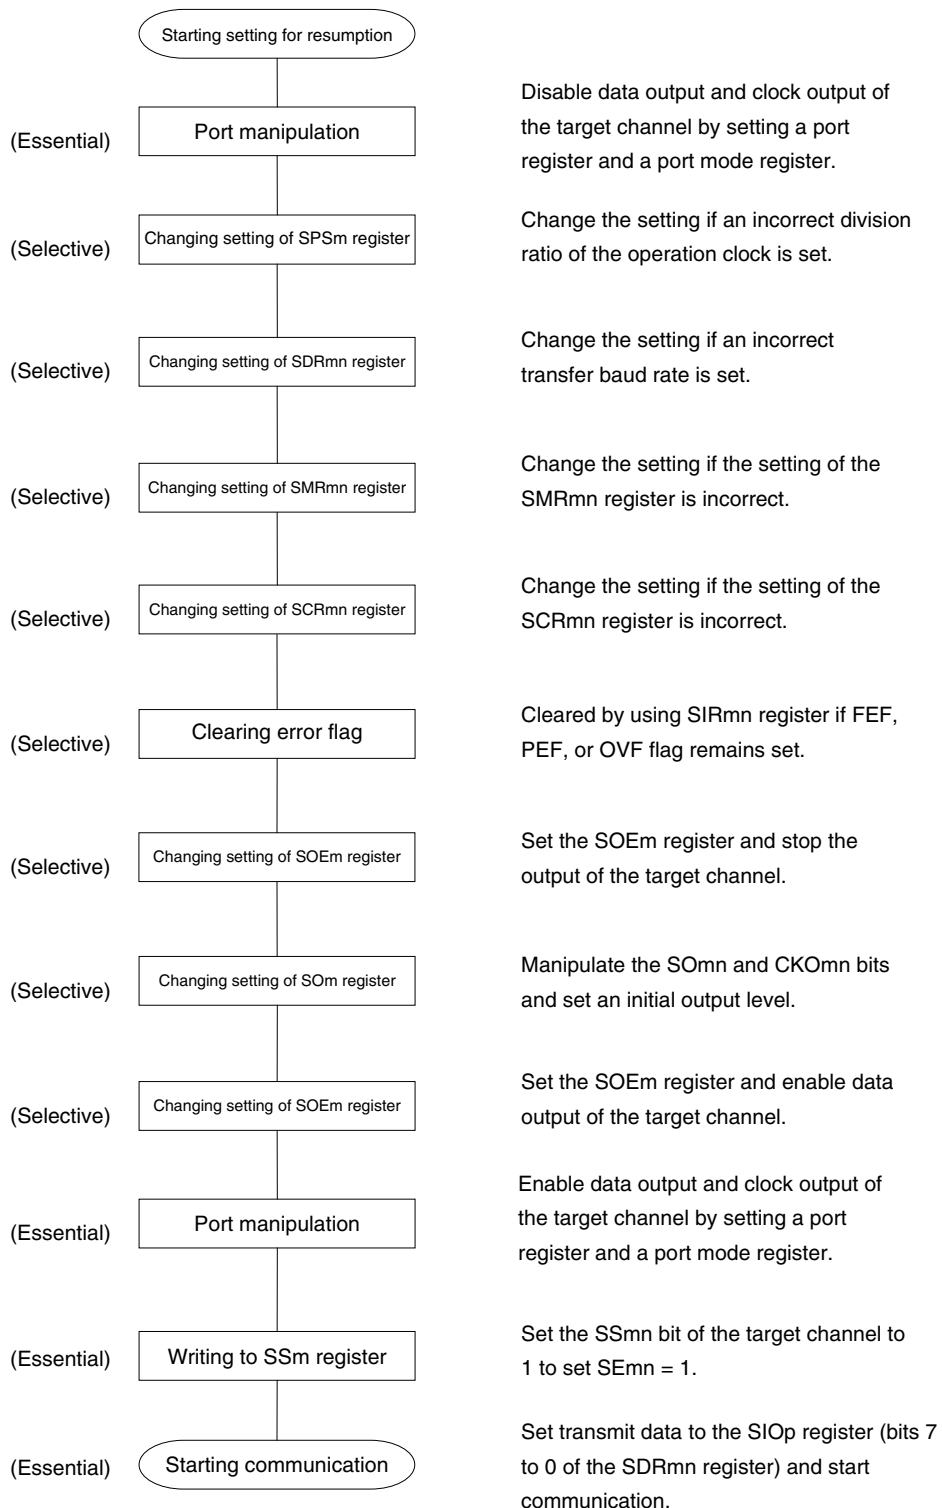 Starting setting for resumption
(Essential)
Port manipulation
Disable data output and clock output of
the target channel by setting a port
register and a port mode register.
(Selective)
Changing setting of SPSm register
Change the setting if an incorrect division
ratio of the operation clock is set.
(Selective)
Changing setting of SDRmn register
Change the setting if an incorrect
transfer baud rate is set.
(Selective)
Changing setting of SMRmn register
Change the setting if the setting of the
SMRmn register is incorrect.
(Selective)
Changing setting of SCRmn register
Change the setting if the setting of the
SCRmn register is incorrect.
(Selective)
Clearing error flag
Cleared by using SIRmn register if FEF,
PEF, or OVF flag remains set.
(Selective)
Changing setting of SOEm register
Set the SOEm register and stop the
output of the target channel.
(Selective)
Changing setting of SOm register
Manipulate the SOmn and CKOmn bits
and set an initial output level.
(Selective)
Changing setting of SOEm register
Set the SOEm register and enable data
output of the target channel.
(Essential)
Port manipulation
Enable data output and clock output of
the target channel by setting a port
register and a port mode register.
(Essential)
Writing to SSm register
Set the SSmn bit of the target channel to
1 to set SEmn = 1.
(Essential)
Starting communication
Set transmit data to the SIOp register (bits 7
to 0 of the SDRmn register) and start
communication.